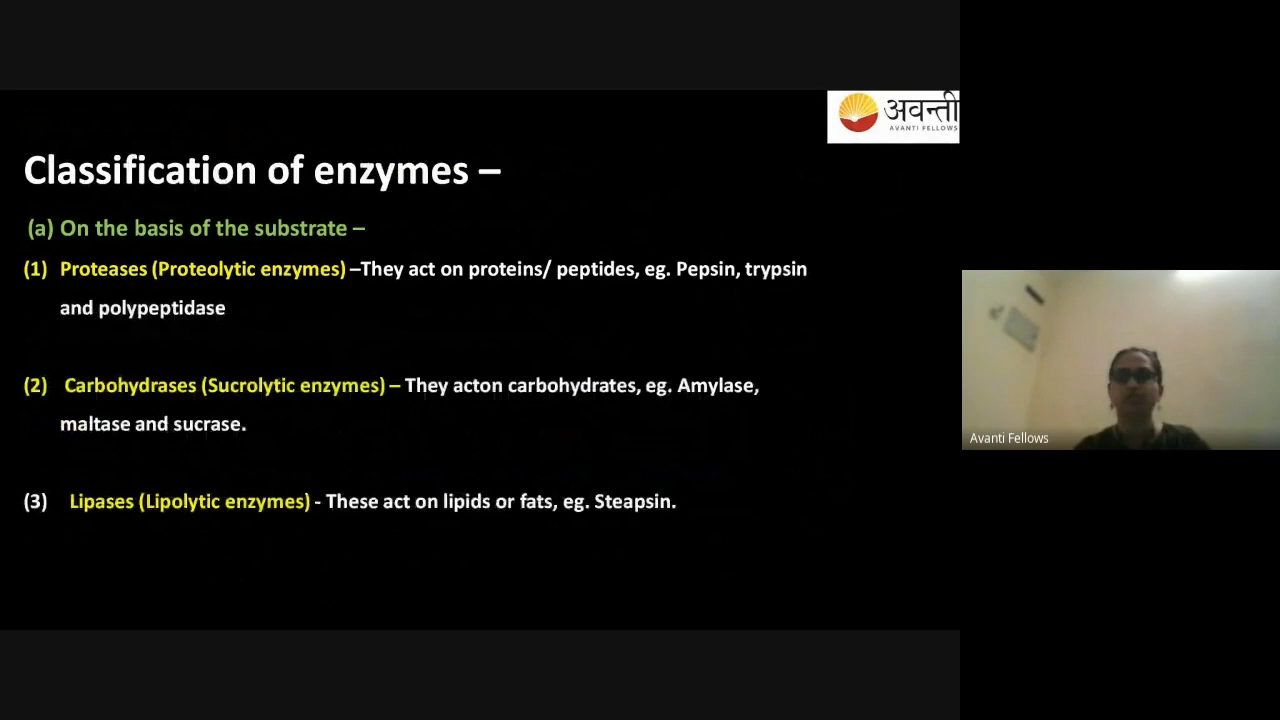 अवन्ती
AVANTI FELLOWS
Classification of enzymes –
(a) On the basis of the substrate –
(1) Proteases (Proteolytic enzymes) –They act on proteins/ peptides, eg. Pepsin, trypsin
and polypeptidase
(2) Carbohydrases (Sucrolytic enzymes) – They acton carbohydrates, eg. Amylase,
maltase and sucrase.
(3) Lipases (Lipolytic enzymes) - These act on lipids or fats, eg. Steapsin.
Avanti Fellows